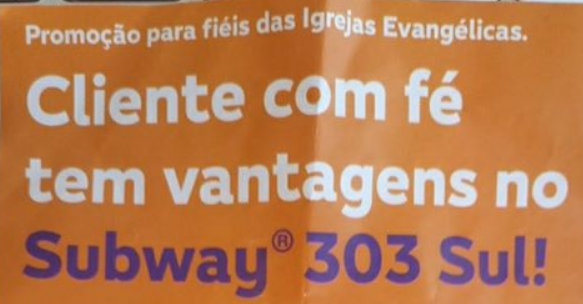 Promoção para fiéis das Igrejas Evangélicas.
Cliente com fé
tem vantagens no
Subway® 303 Sul!